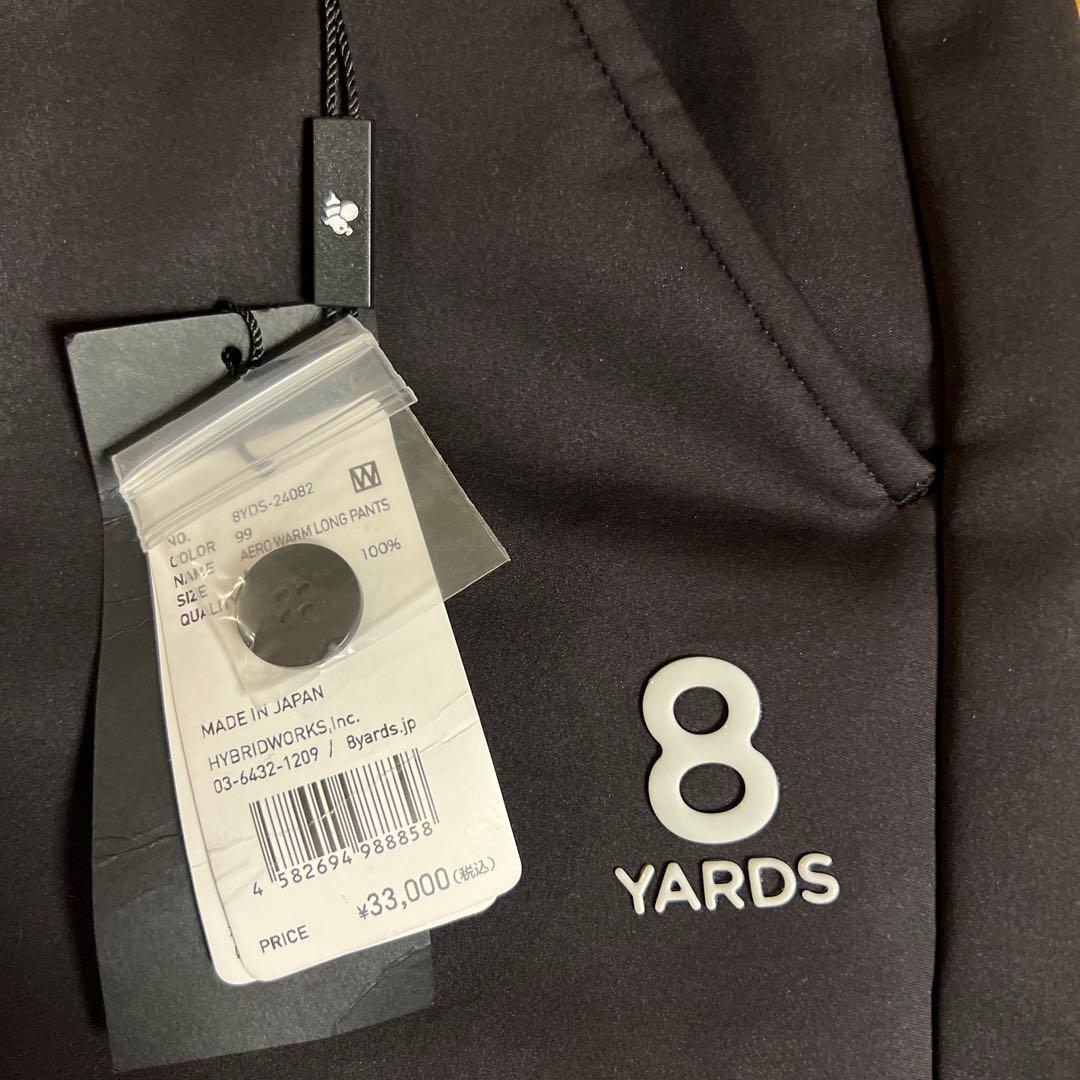 W
NO. 8YDS-24082
COLOR 99
NAME AERO WARM LONG PANTS
SIZE
QUALITY 100%
MADE IN JAPAN
HYBRIDWORKS,Inc.
03-6432-1209 / 8yards.jp
4 582694 988858
PRICE ¥33,000(税込)
8
YARDS